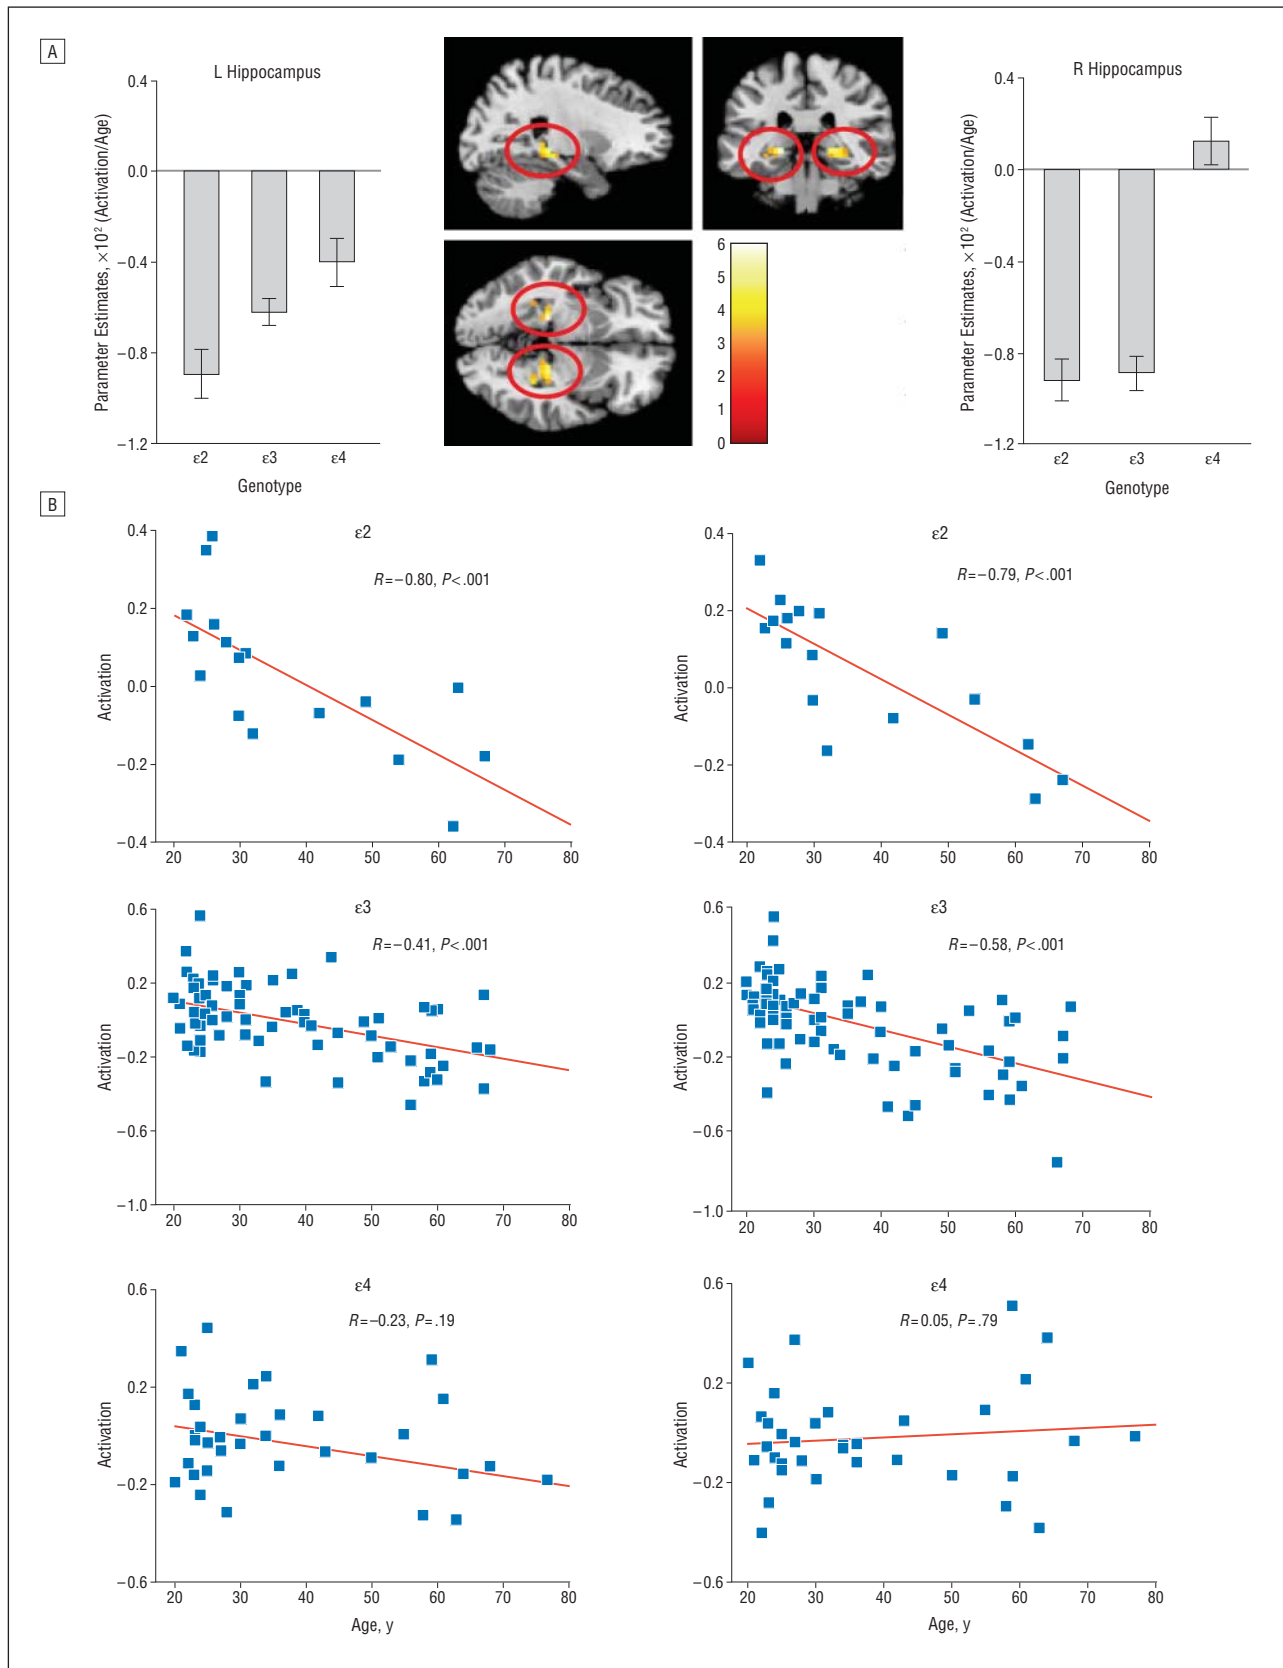 A
L Hippocampus
0.4
0.0
−0.4
−0.8
−1.2
Parameter Estimates, ×10² (Activation/Age)
ε2 ε3 ε4
Genotype
6
5
4
3
2
1
0
R Hippocampus
0.4
0.0
−0.4
−0.8
−1.2
Parameter Estimates, ×10² (Activation/Age)
ε2 ε3 ε4
Genotype
B
ε2
R=−0.80, P<.001
0.4
0.2
0.0
−0.2
−0.4
Activation
20 30 40 50 60 70 80
ε2
R=−0.79, P<.001
0.4
0.2
0.0
−0.2
−0.4
Activation
20 30 40 50 60 70 80
ε3
R=−0.41, P<.001
0.6
0.2
−0.2
−0.6
−1.0
Activation
20 30 40 50 60 70 80
ε3
R=−0.58, P<.001
0.6
0.2
−0.2
−0.6
−1.0
Activation
20 30 40 50 60 70 80
ε4
R=−0.23, P=.19
0.6
0.2
−0.2
−0.6
Activation
20 30 40 50 60 70 80
Age, y
ε4
R=0.05, P=.79
0.6
0.2
−0.2
−0.6
Activation
20 30 40 50 60 70 80
Age, y